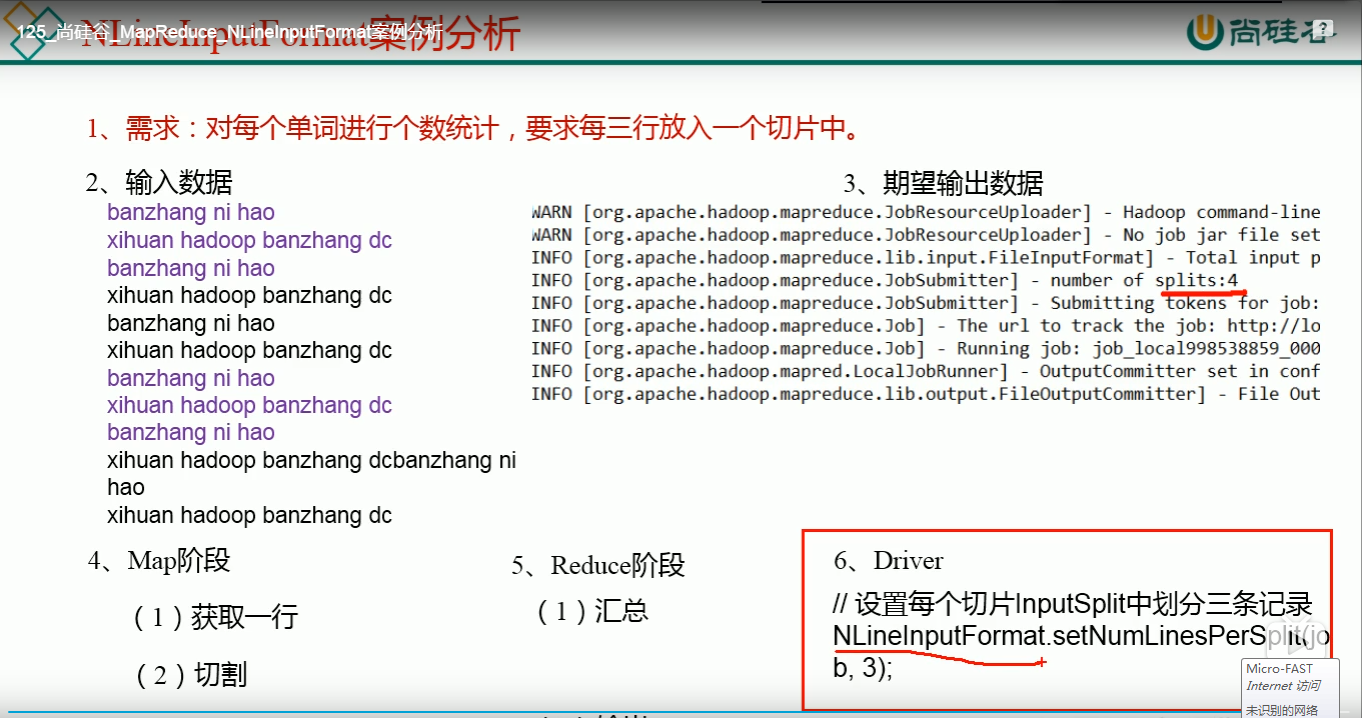 125_尚硅谷_MapReduce_NLineInputFormat案例分析
NLineInputFormat案例分析
尚硅谷
?
1、需求：对每个单词进行个数统计，要求每三行放入一个切片中。
2、输入数据
banzhang ni hao
xihuan hadoop banzhang dc
banzhang ni hao
xihuan hadoop banzhang dc
banzhang ni hao
xihuan hadoop banzhang dc
banzhang ni hao
xihuan hadoop banzhang dc
banzhang ni hao
xihuan hadoop banzhang dcbanzhang ni
hao
xihuan hadoop banzhang dc
3、期望输出数据
WARN [org.apache.hadoop.mapreduce.JobResourceUploader] - Hadoop command-line
WARN [org.apache.hadoop.mapreduce.JobResourceUploader] - No job jar file set
INFO [org.apache.hadoop.mapreduce.lib.input.FileInputFormat] - Total input p
INFO [org.apache.hadoop.mapreduce.JobSubmitter] - number of splits:4
INFO [org.apache.hadoop.mapreduce.JobSubmitter] - Submitting tokens for job:
INFO [org.apache.hadoop.mapreduce.Job] - The url to track the job: http://lo
INFO [org.apache.hadoop.mapreduce.Job] - Running job: job_local998538859_000
INFO [org.apache.hadoop.mapred.LocalJobRunner] - OutputCommitter set in conf
INFO [org.apache.hadoop.mapreduce.lib.output.FileOutputCommitter] - File Out
4、Map阶段
（1）获取一行
（2）切割
5、Reduce阶段
（1）汇总
6、Driver
// 设置每个切片InputSplit中划分三条记录
NLineInputFormat.setNumLinesPerSplit(jo
b, 3);
Micro-FAST
Internet 访问
未识别的网络